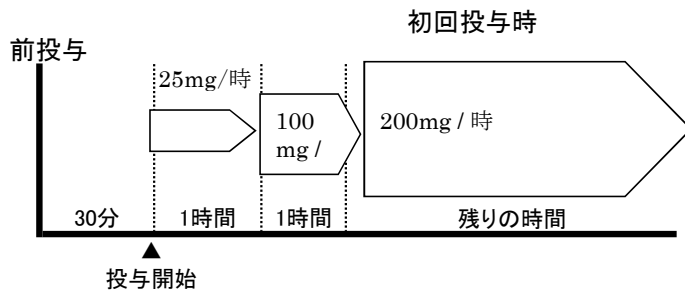 初回投与時
前投与
25mg/時
100
mg /
200mg / 時
30分
1時間
1時間
残りの時間
投与開始